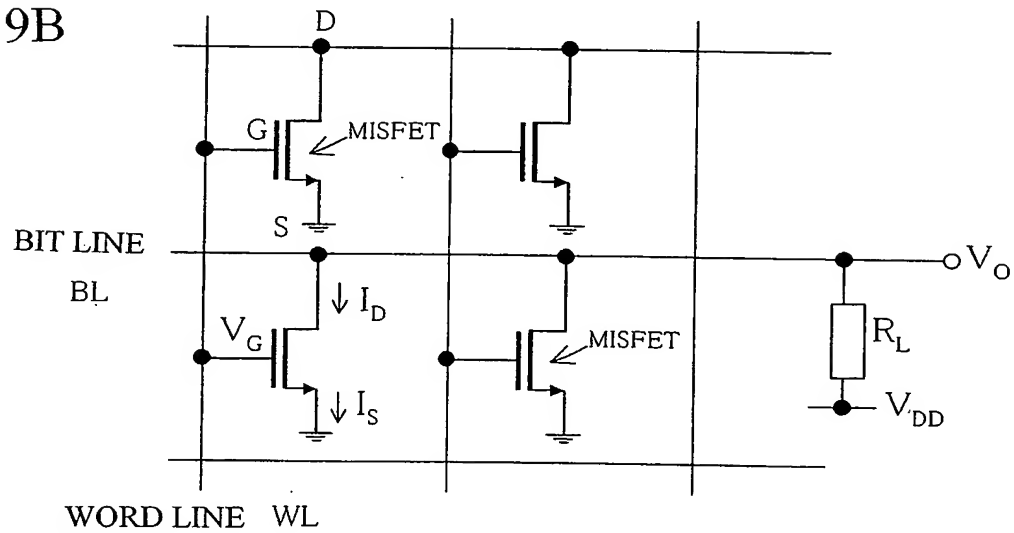 9B
D
G
MISFET
S
BIT LINE
BL
V_O
I_D
V_G
MISFET
R_L
I_S
V_DD
WORD LINE WL